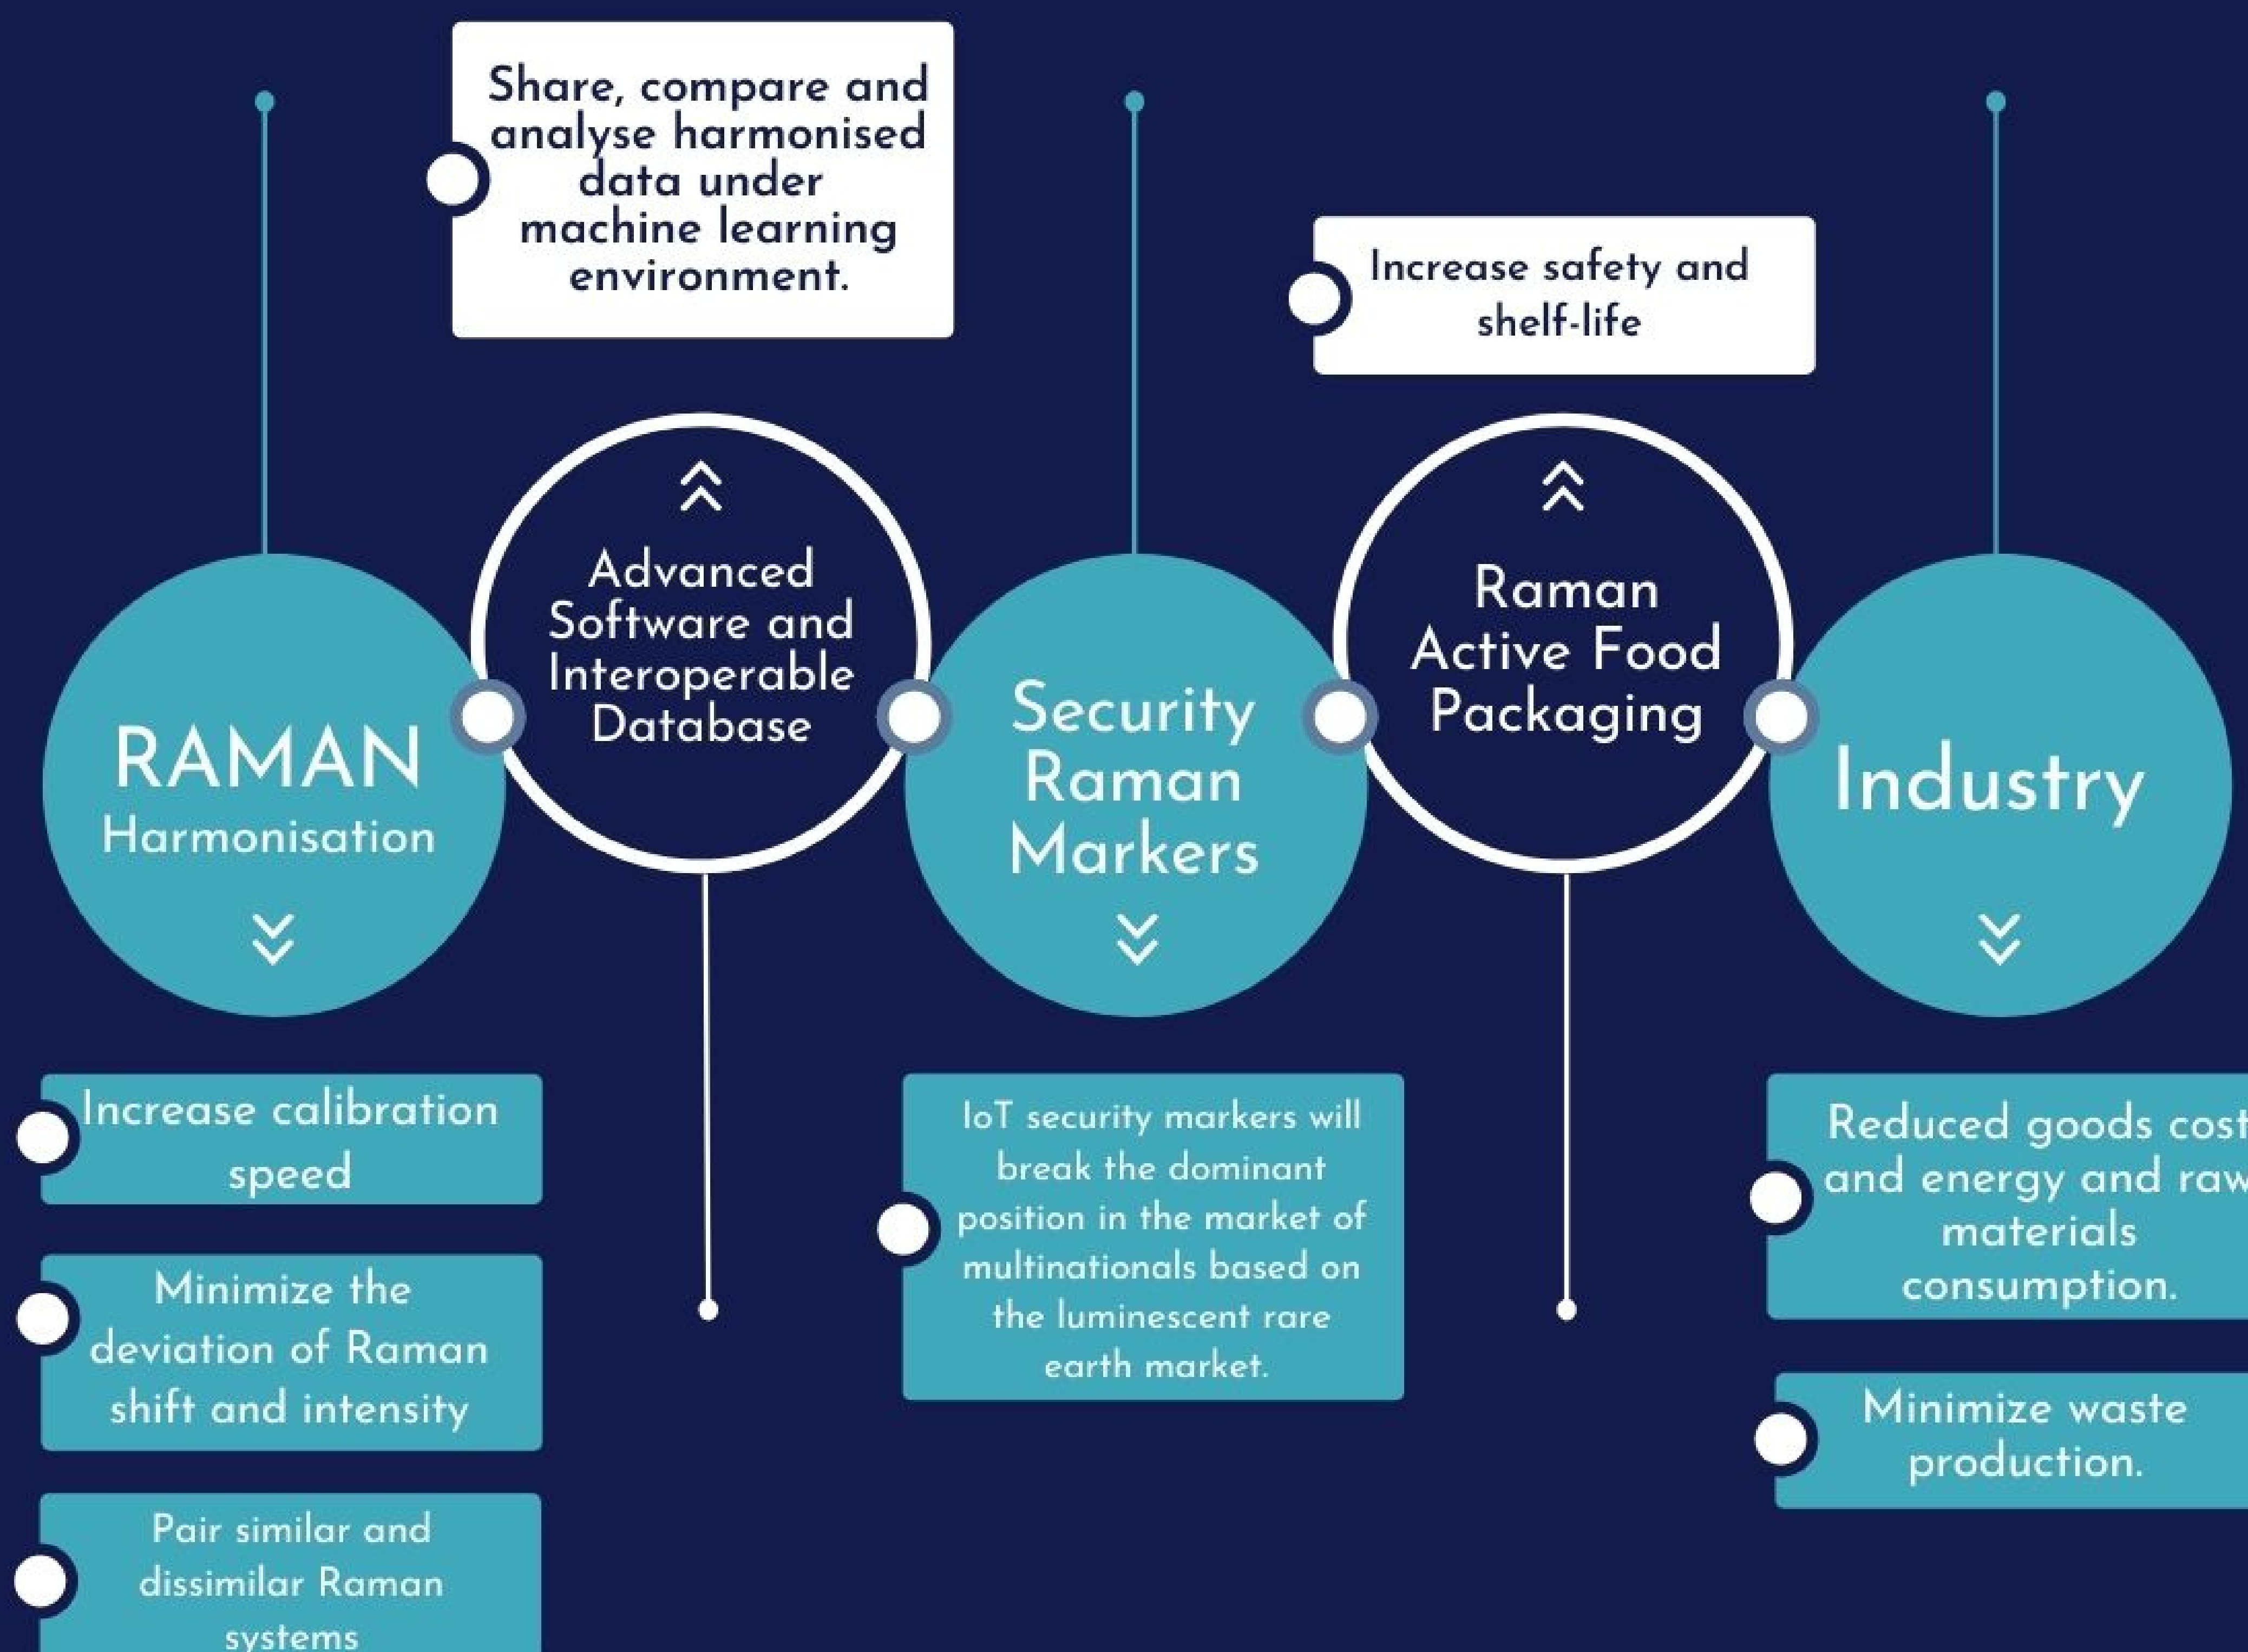 Share, compare and
analyse harmonised
data under
machine learning
environment.
Increase safety and
shelf-life
RAMAN
Harmonisation
Advanced
Software and
Interoperable
Database
Security
Raman
Markers
Raman
Active Food
Packaging
Industry
Increase calibration
speed
Minimize the
deviation of Raman
shift and intensity
Pair similar and
dissimilar Raman
systems
IoT security markers will
break the dominant
position in the market of
multinationals based on
the luminescent rare
earth market.
Reduced goods cost
and energy and raw
materials
consumption.
Minimize waste
production.